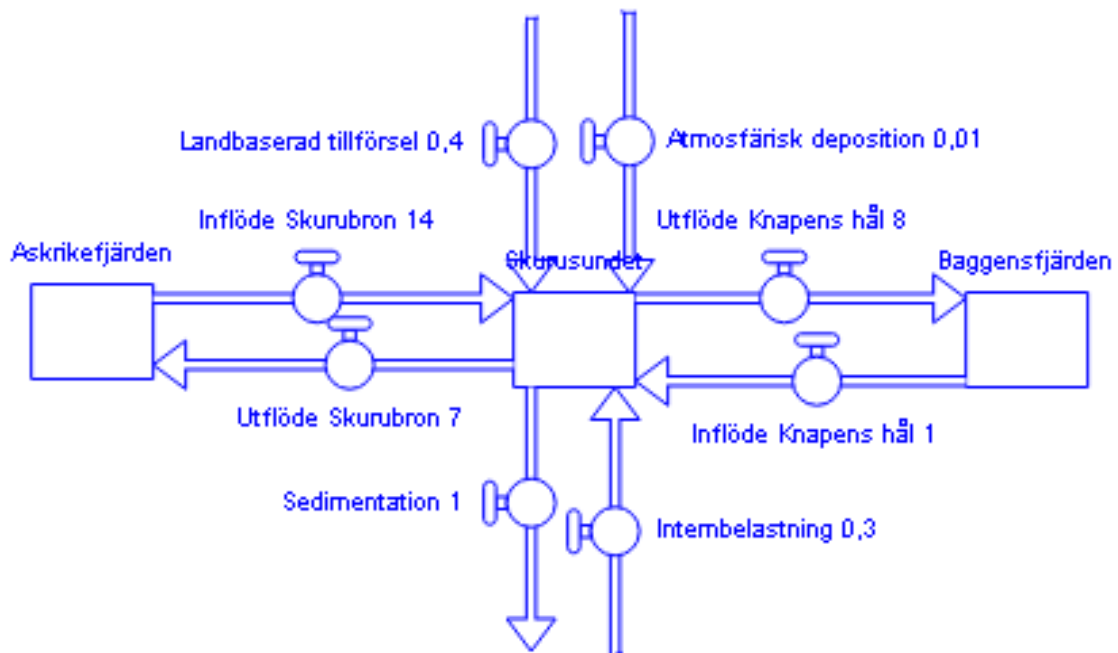 Landbaserad tillförsel 0,4
Atmosfärisk deposition 0,01
Inflöde Skurubron 14
Utflöde Knapens hål 8
Askrikefjärden
Skurusundet
Baggensfjärden
Utflöde Skurubron 7
Inflöde Knapens hål 1
Sedimentation 1
Internbelastning 0,3